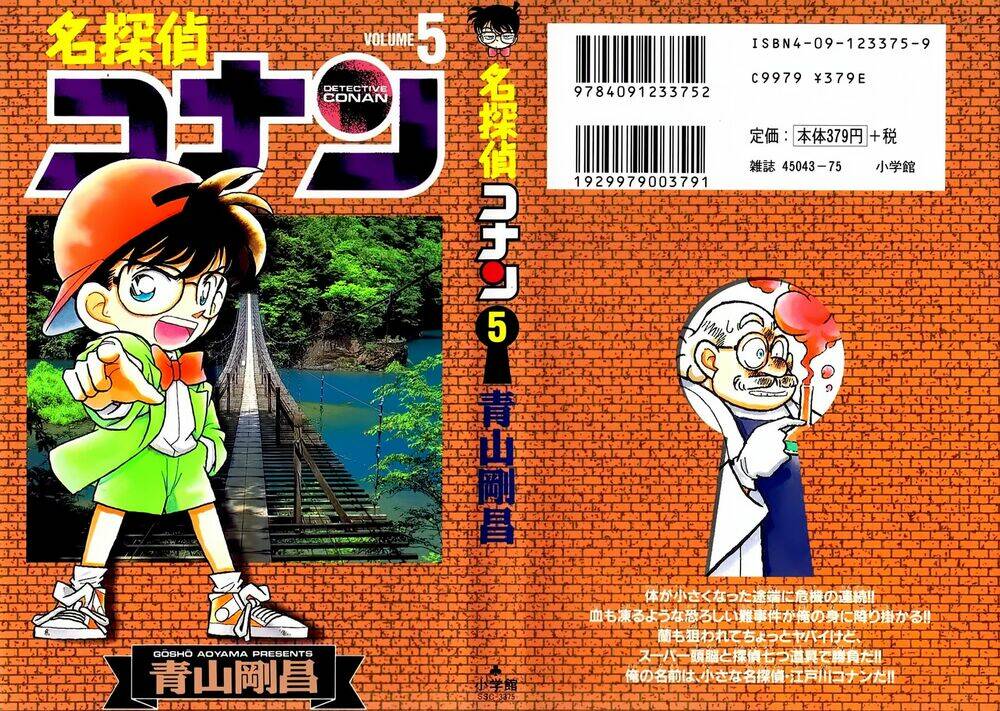 名探偵
コナン
VOLUME 5
DETECTIVE
CONAN
GŌSHŌ AOYAMA PRESENTS
青山剛昌
名探偵コナン
5
青山剛昌
小学館
SSC-3375
ISBN4-09-123375-9
C9979 ¥379E
9784091233752
定価：本体379円+税
雑誌 45043-75 小学館
1929979003791
体が小さくなった途端に危機の連続!!
血も凍るような恐ろしい難事件が俺の身に降り掛かる!!
蘭も狙われてちょっとヤバイけど、
スーパー頭脳と探偵七つ道具で勝負だ!!
俺の名前は、小さな名探偵・江戸川コナンだ!!